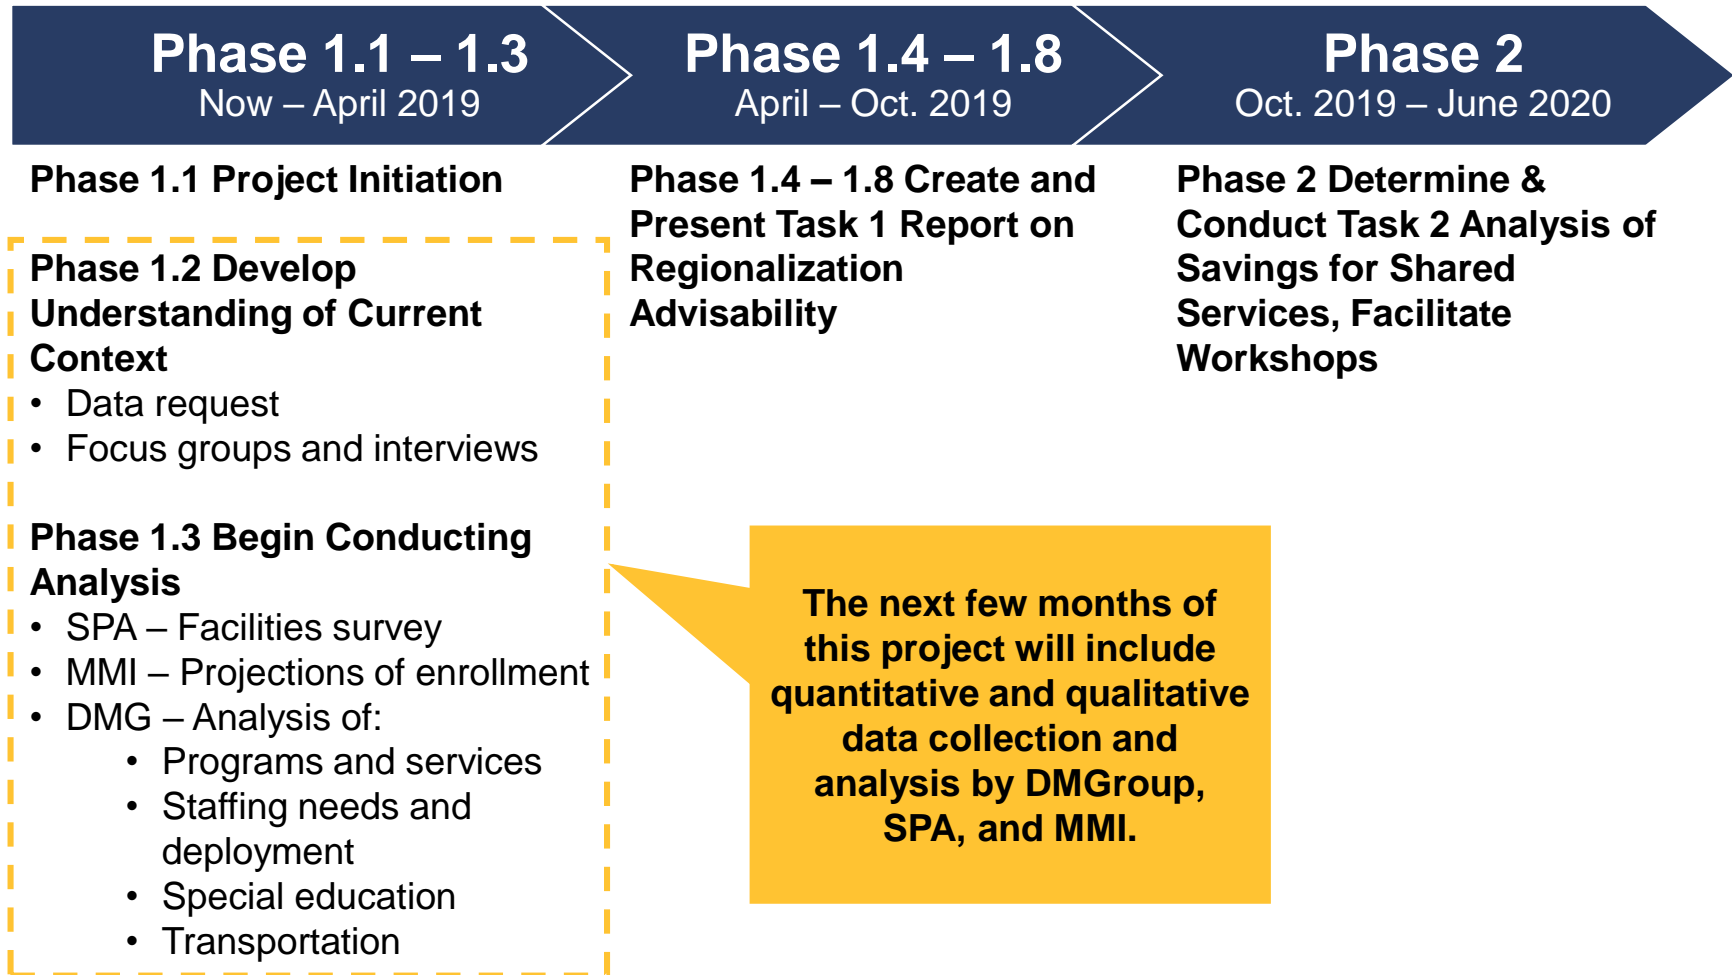 Phase 1.1 – 1.3
Now – April 2019
Phase 1.4 – 1.8
April – Oct. 2019
Phase 2
Oct. 2019 – June 2020
Phase 1.1 Project Initiation
Phase 1.2 Develop
Understanding of Current
Context
• Data request
• Focus groups and interviews
Phase 1.3 Begin Conducting
Analysis
• SPA – Facilities survey
• MMI – Projections of enrollment
• DMG – Analysis of:
• Programs and services
• Staffing needs and
deployment
• Special education
• Transportation
Phase 1.4 – 1.8 Create and
Present Task 1 Report on
Regionalization
Advisability
Phase 2 Determine &
Conduct Task 2 Analysis of
Savings for Shared
Services, Facilitate
Workshops
The next few months of
this project will include
quantitative and qualitative
data collection and
analysis by DMGroup,
SPA, and MMI.